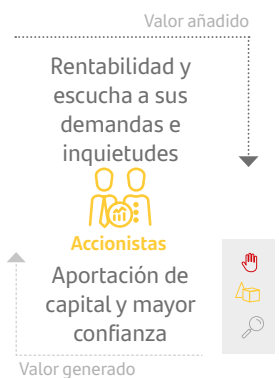 Valor añadido
Rentabilidad y
escucha a sus
demandas e
inquietudes
Accionistas
Aportación de
capital y mayor
confianza
Valor generado